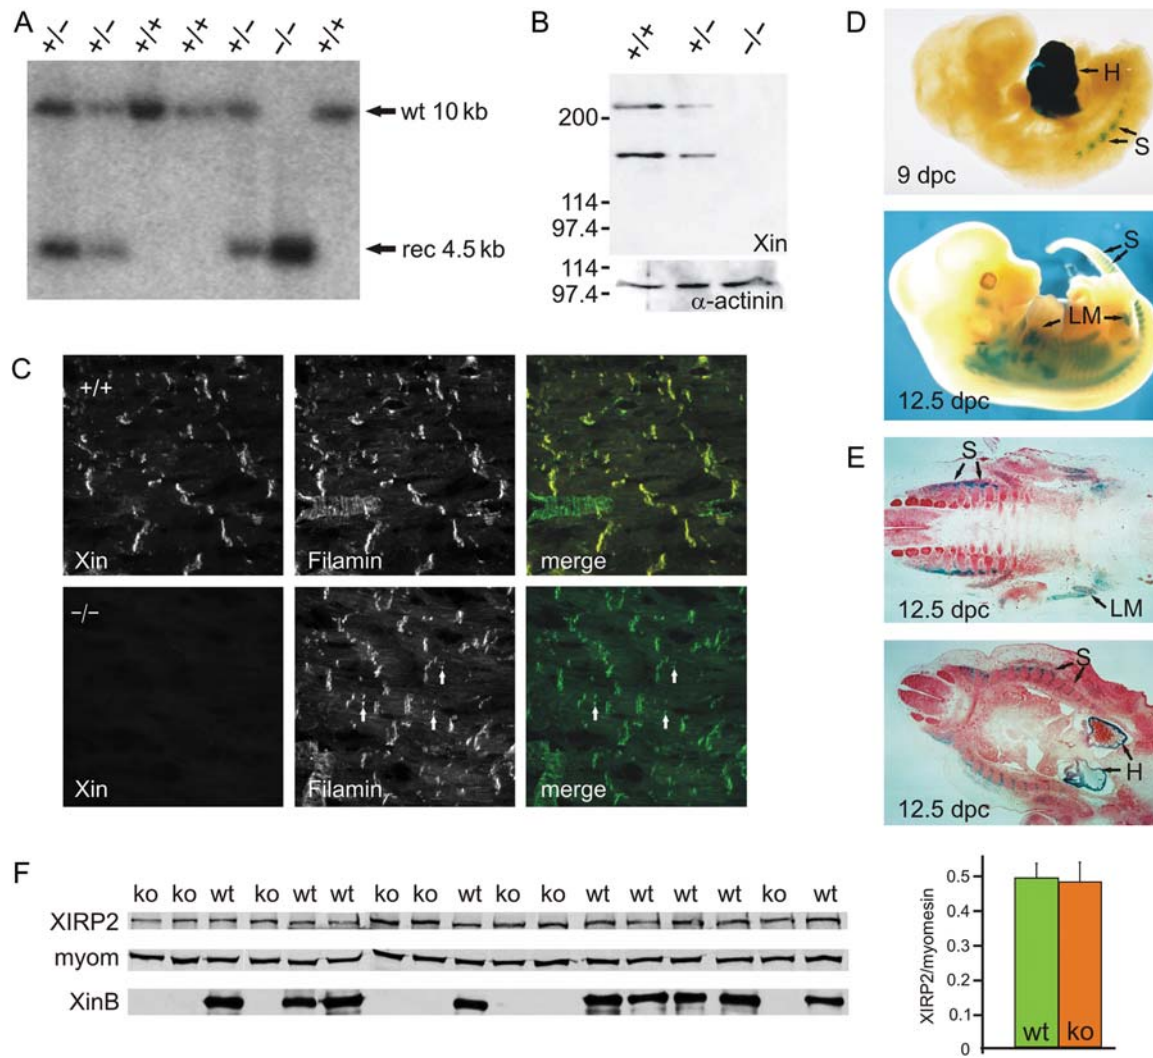 A
+/– +/– +/+ +/+ +/– –/– +/+
wt 10 kb
rec 4.5 kb
B
+/+ +/– –/–
200
114
97.4
Xin
114
97.4
α-actinin
C
+/+
Xin
Filamin
merge
–/–
Xin
Filamin
merge
D
H
S
9 dpc
S
LM
12.5 dpc
E
S
12.5 dpc
LM
S
H
12.5 dpc
F
ko ko wt ko wt wt ko ko wt ko ko wt wt wt wt ko wt
XIRP2
myom
XinB
XIRP2/myomesin
0.5
0.4
0.3
0.2
0.1
0
wt
ko